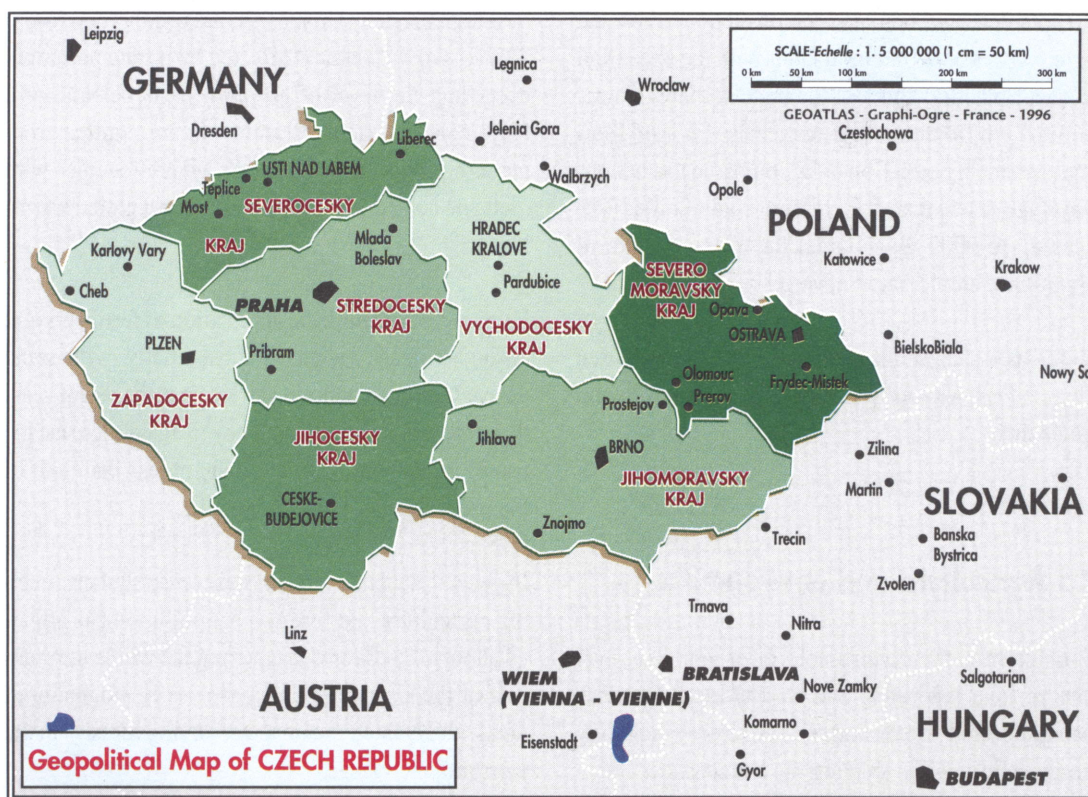 Leipzig
GERMANY
Dresden
Legnica
Wroclaw
Jelenia Gora
Walbrzych
SCALE-Echelle : 1. 5 000 000 (1 cm = 50 km)
0 km 50 km 100 km 200 km 300 km
GEOATLAS - Graphi-Ogre - France - 1996
Czestochowa
Opole
POLAND
Katowice
Krakow
BielskoBiala
Liberec
USTI NAD LABEM
Teplice
SEVEROCESKY
Most
KRAJ
Karlovy Vary
Cheb
Mlada
Boleslav
HRADEC
KRALOVE
Pardubice
PRAHA
STREDOCESKY
KRAJ
VYCHODOCESKY
KRAJ
SEVERO
MORAVSKY
KRAJ
Opava
OSTRAVA
PLZEN
Pribram
Olomouc
Frydec-Mistek
Prerov
Prostejov
ZAPADOCESKY
KRAJ
JIHOCESKY
KRAJ
Jihlava
BRNO
JIHOMORAVSKY
KRAJ
CESKE-
BUDEJOVICE
Znojmo
Zilina
Martin
SLOVAKIA
Trecin
Banska
Bystrica
Zvolen
Trnava
Nitra
Linz
AUSTRIA
WIEM
(VIENNA - VIENNE)
BRATISLAVA
Nove Zamky
Salgotarjan
Eisenstadt
Komarno
HUNGARY
Gyor
BUDAPEST
Geopolitical Map of CZECH REPUBLIC